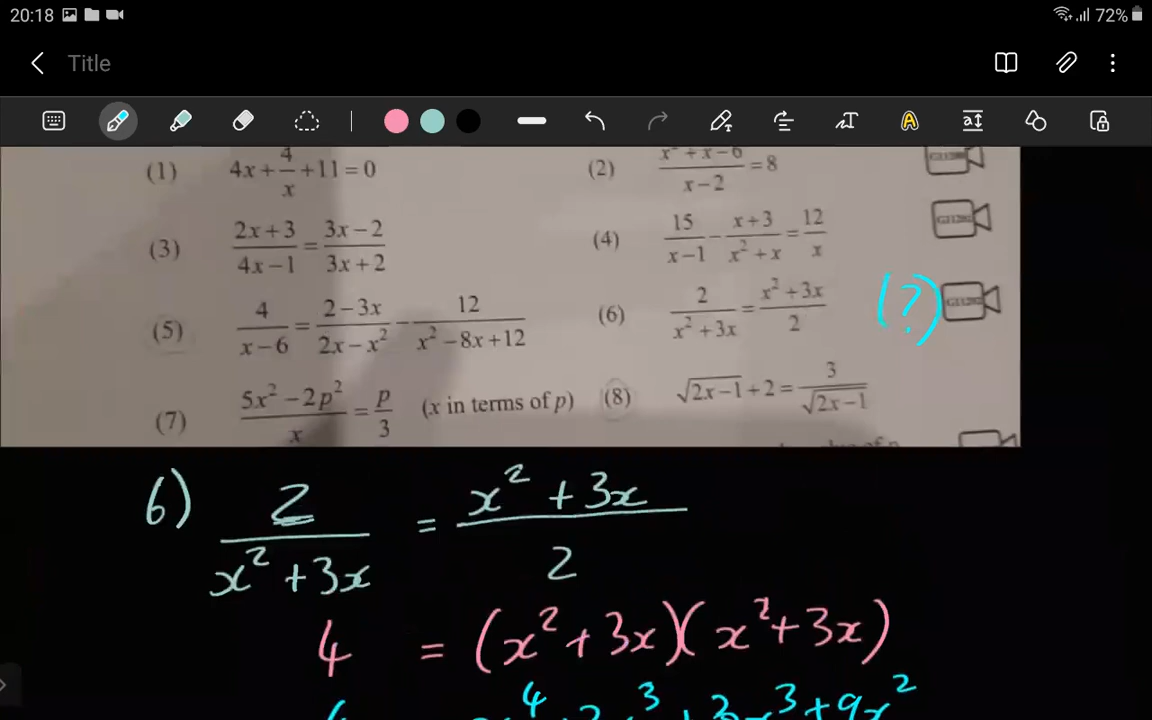 20:18 72%
Title
(1) 4x + 4/x + 11 = 0 (2) (x² + x − 6)/(x − 2) = 8
(3) (2x + 3)/(4x − 1) = (3x − 2)/(3x + 2) (4) 15/(x − 1) − (x + 3)/(x² + x) = 12/x
(5) 4/(x − 6) = (2 − 3x)/(2x − x²) − 12/(x² − 8x + 12) (6) 2/(x² + 3x) = (x² + 3x)/2 (?)
(7) (5x² − 2p²)/x = p/3 (x in terms of p) (8) √(2x − 1) + 2 = 3/√(2x − 1)
6) 2/(x² + 3x) = (x² + 3x)/2
4 = (x² + 3x)(x² + 3x)